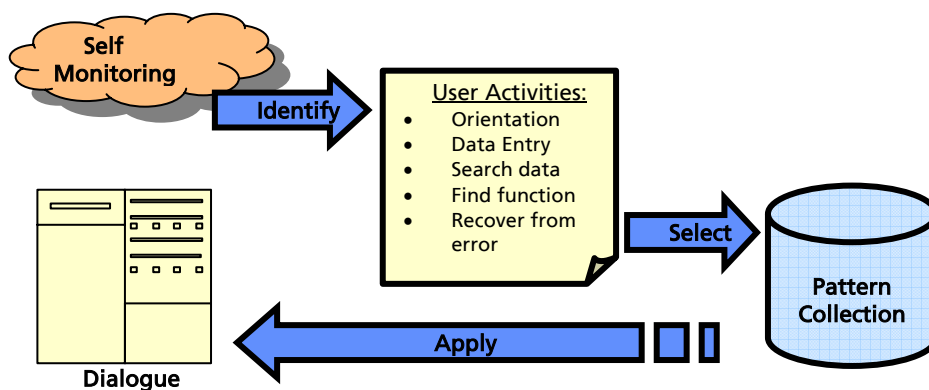 Self
Monitoring
Identify
User Activities:
• Orientation
• Data Entry
• Search data
• Find function
• Recover from
error
Select
Pattern
Collection
Apply
Dialogue